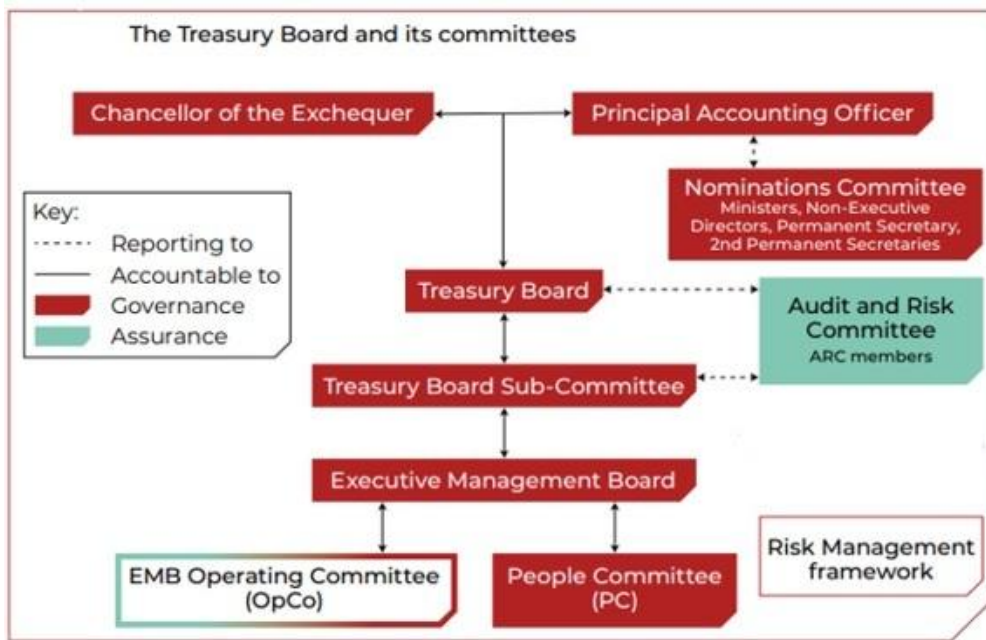 The Treasury Board and its committees
Chancellor of the Exchequer
Principal Accounting Officer
Nominations Committee
Ministers, Non-Executive
Directors, Permanent Secretary,
2nd Permanent Secretaries
Key:
Reporting to
Accountable to
Governance
Assurance
Treasury Board
Audit and Risk
Committee
ARC members
Treasury Board Sub-Committee
Executive Management Board
EMB Operating Committee
(OpCo)
People Committee
(PC)
Risk Management
framework